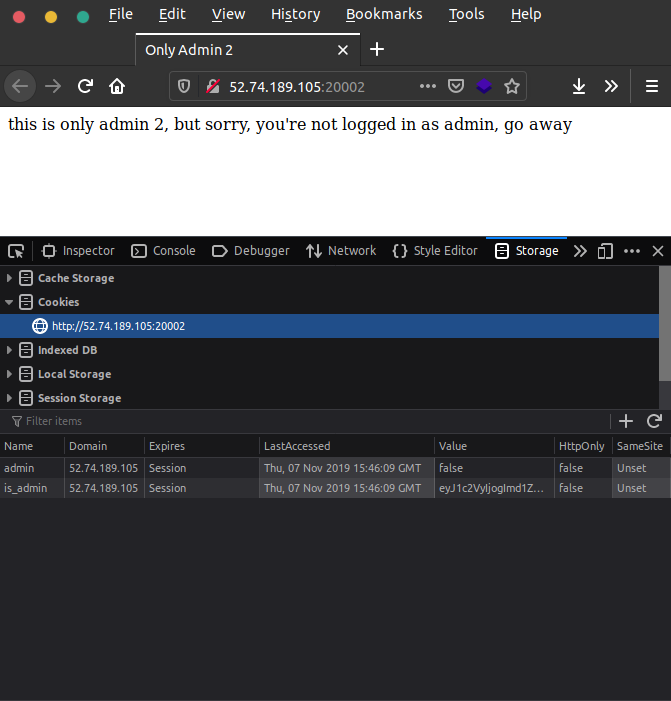 File Edit View History Bookmarks Tools Help
Only Admin 2
52.74.189.105:20002
this is only admin 2, but sorry, you're not logged in as admin, go away
Inspector Console Debugger Network Style Editor Storage
Cache Storage
Cookies
http://52.74.189.105:20002
Indexed DB
Local Storage
Session Storage
Filter items
Name Domain Expires LastAccessed Value HttpOnly SameSite
admin 52.74.189.105 Session Thu, 07 Nov 2019 15:46:09 GMT false false Unset
is_admin 52.74.189.105 Session Thu, 07 Nov 2019 15:46:09 GMT eyJ1c2VyIjogImd1Z... false Unset